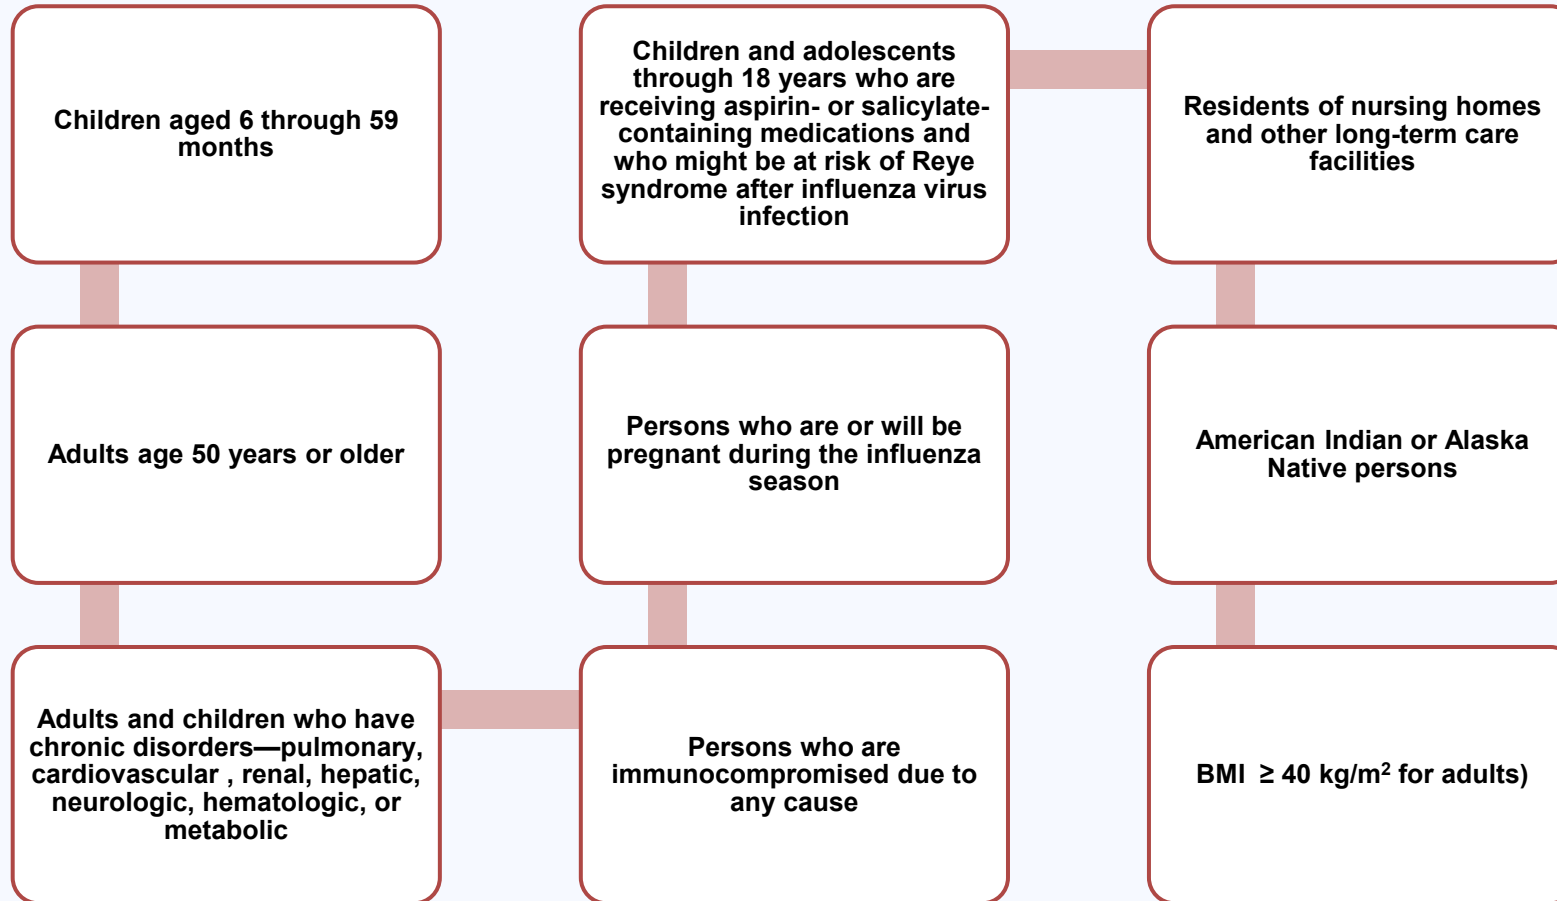 Children aged 6 through 59
months
Adults age 50 years or older
Adults and children who have
chronic disorders—pulmonary,
cardiovascular , renal, hepatic,
neurologic, hematologic, or
metabolic
Persons who are
immunocompromised due to
any cause
Persons who are or will be
pregnant during the influenza
season
Children and adolescents
through 18 years who are
receiving aspirin- or salicylate-
containing medications and
who might be at risk of Reye
syndrome after influenza virus
infection
Residents of nursing homes
and other long-term care
facilities
American Indian or Alaska
Native persons
BMI ≥ 40 kg/m² for adults)